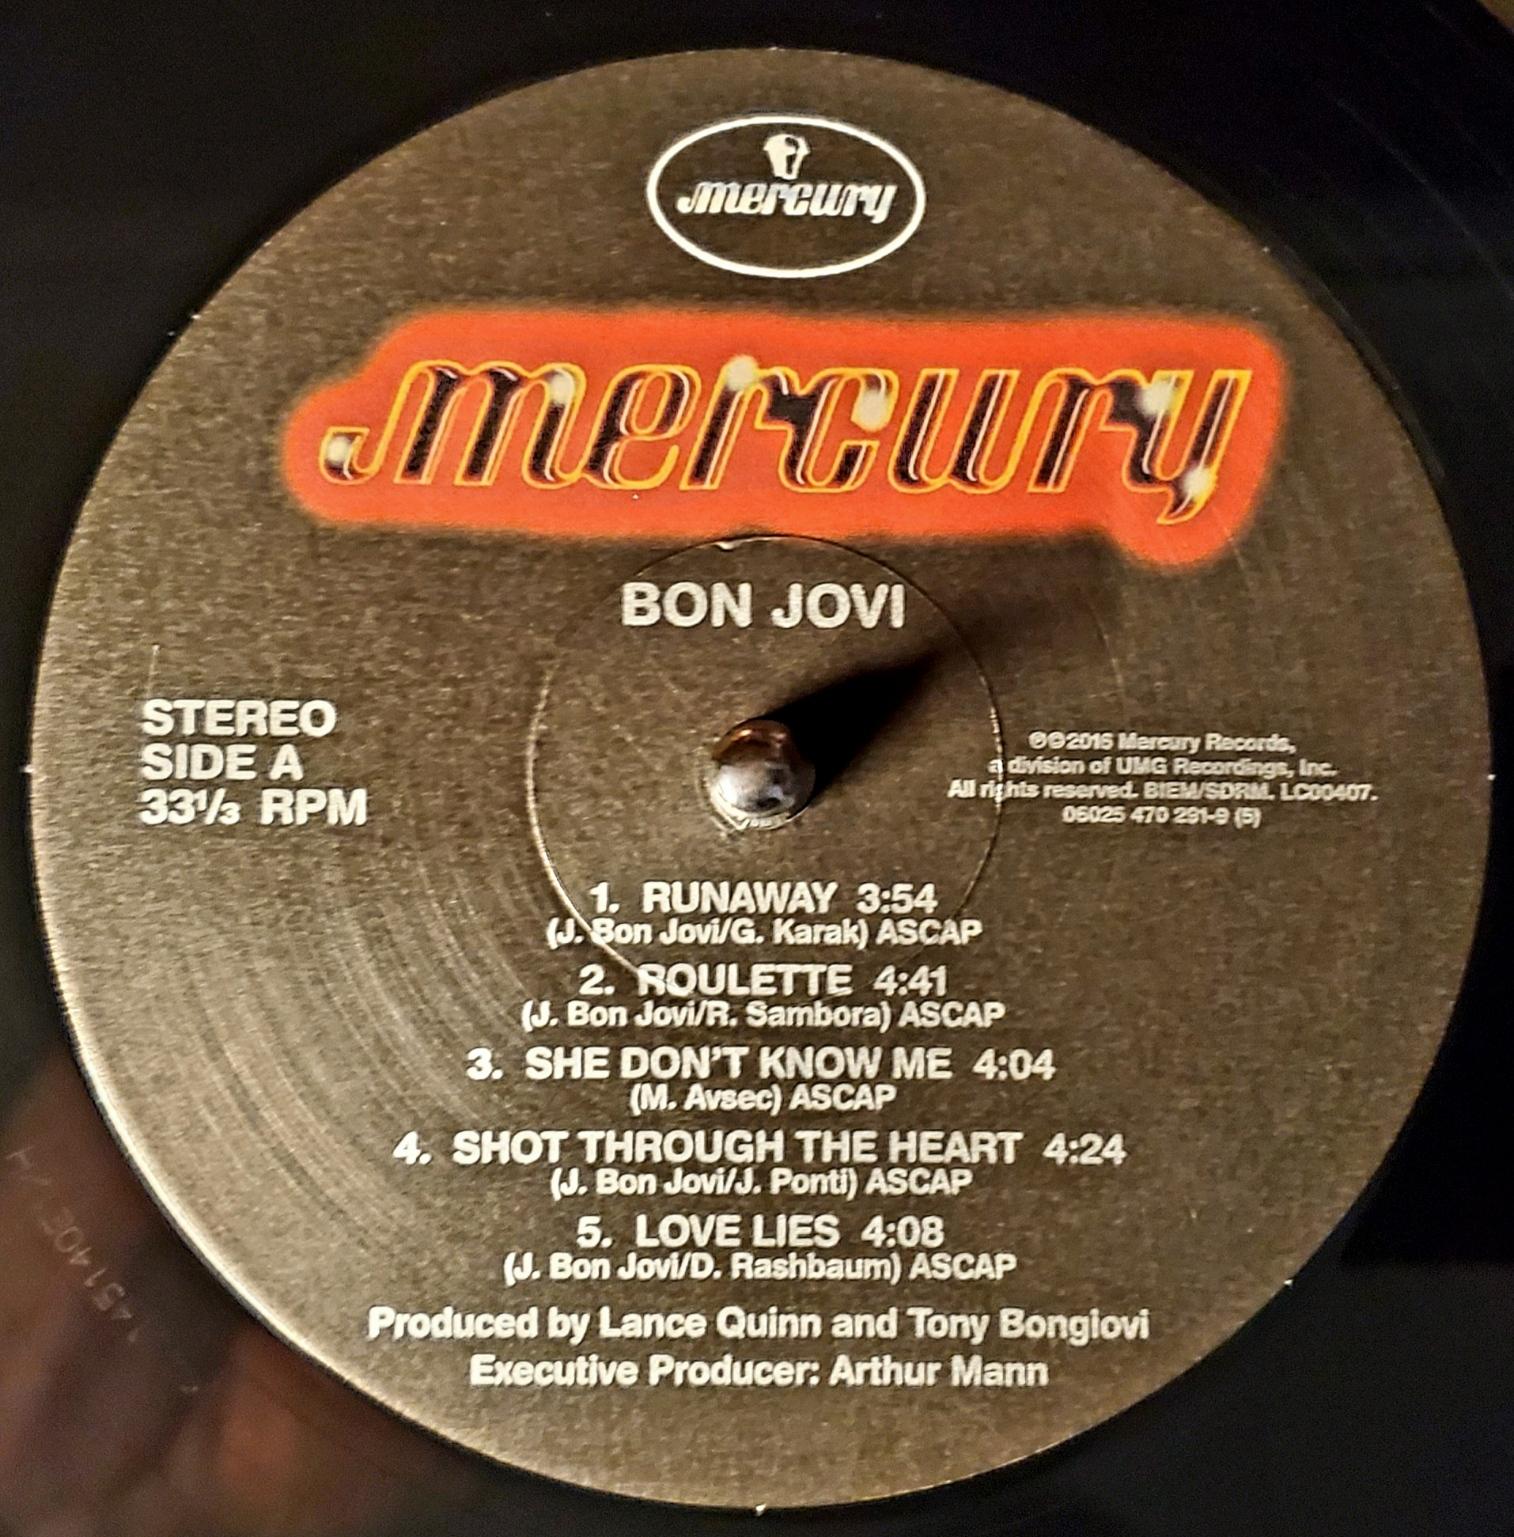 mercury
mercury
BON JOVI
STEREO
SIDE A
33⅓ RPM
℗©2016 Mercury Records,
a division of UMG Recordings, Inc.
All rights reserved. BIEM/SDRM. LC00407.
06025 470 291-9 (5)
1. RUNAWAY 3:54
(J. Bon Jovi/G. Karak) ASCAP
2. ROULETTE 4:41
(J. Bon Jovi/R. Sambora) ASCAP
3. SHE DON'T KNOW ME 4:04
(M. Avsec) ASCAP
4. SHOT THROUGH THE HEART 4:24
(J. Bon Jovi/J. Ponti) ASCAP
5. LOVE LIES 4:08
(J. Bon Jovi/D. Rashbaum) ASCAP
Produced by Lance Quinn and Tony Bongiovi
Executive Producer: Arthur Mann